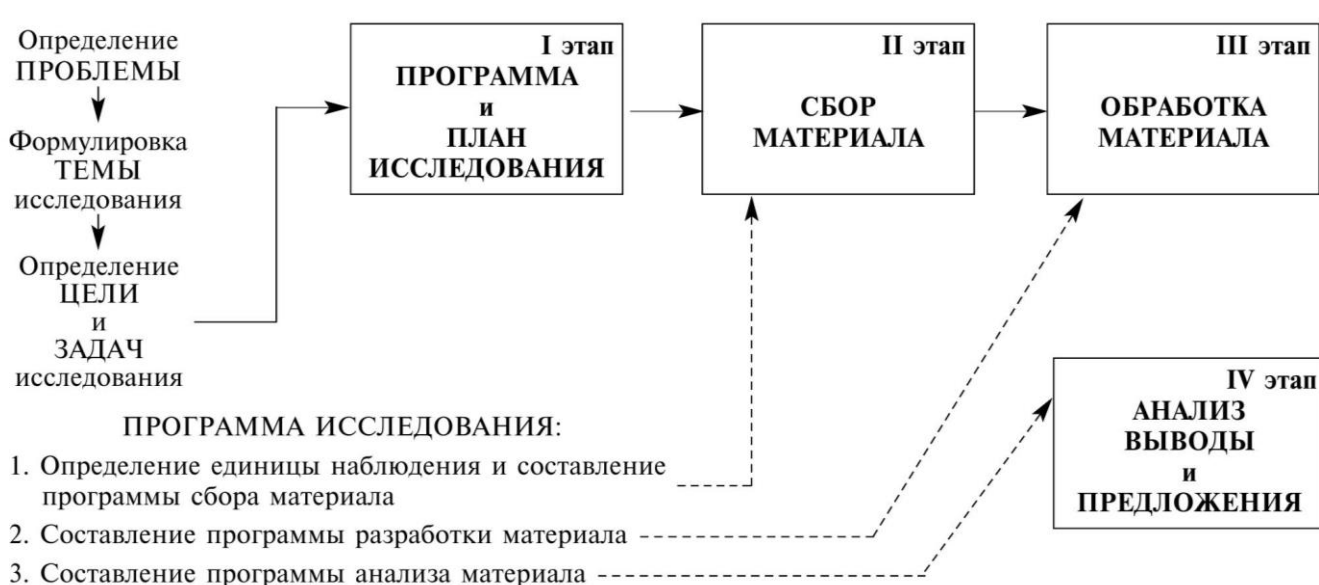 Определение
ПРОБЛЕМЫ
Формулировка
ТЕМЫ
исследования
Определение
ЦЕЛИ
и
ЗАДАЧ
исследования
I этап
ПРОГРАММА
и
ПЛАН
ИССЛЕДОВАНИЯ
II этап
СБОР
МАТЕРИАЛА
III этап
ОБРАБОТКА
МАТЕРИАЛА
IV этап
АНАЛИЗ
ВЫВОДЫ
и
ПРЕДЛОЖЕНИЯ
ПРОГРАММА ИССЛЕДОВАНИЯ:
1. Определение единицы наблюдения и составление
программы сбора материала
2. Составление программы разработки материала
3. Составление программы анализа материала